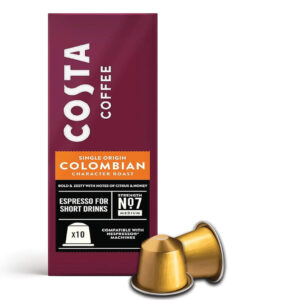 COSTA
COFFEE
SINGLE ORIGIN
COLOMBIAN
CHARACTER ROAST
BOLD & ZESTY WITH NOTES OF CITRUS & HONEY
ESPRESSO FOR
SHORT DRINKS
STRENGTH
Nº7
MEDIUM
x10
COMPATIBLE WITH
NESPRESSO®
MACHINES